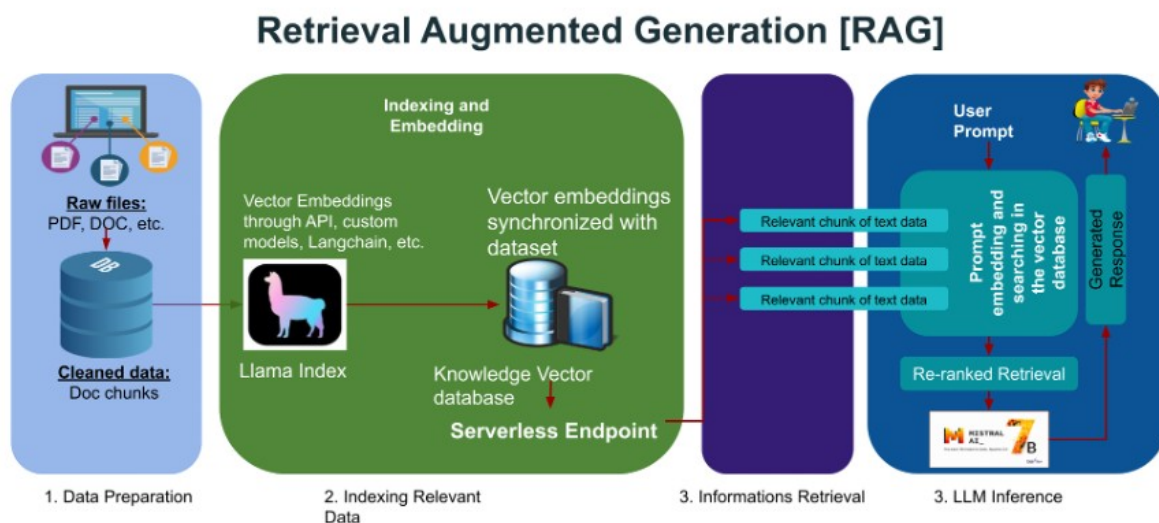 Retrieval Augmented Generation [RAG]
Raw files:
PDF, DOC, etc.
DB
Cleaned data:
Doc chunks
1. Data Preparation
Indexing and
Embedding
Vector Embeddings
through API, custom
models, Langchain, etc.
Llama Index
Vector embeddings
synchronized with
dataset
Knowledge Vector
database
Serverless Endpoint
2. Indexing Relevant
Data
Relevant chunk of text data
Relevant chunk of text data
Relevant chunk of text data
3. Informations Retrieval
User
Prompt
Prompt
embedding and
searching in
the vector
database
Re-ranked Retrieval
MISTRAL
AI_
7B
Generated
Response
3. LLM Inference